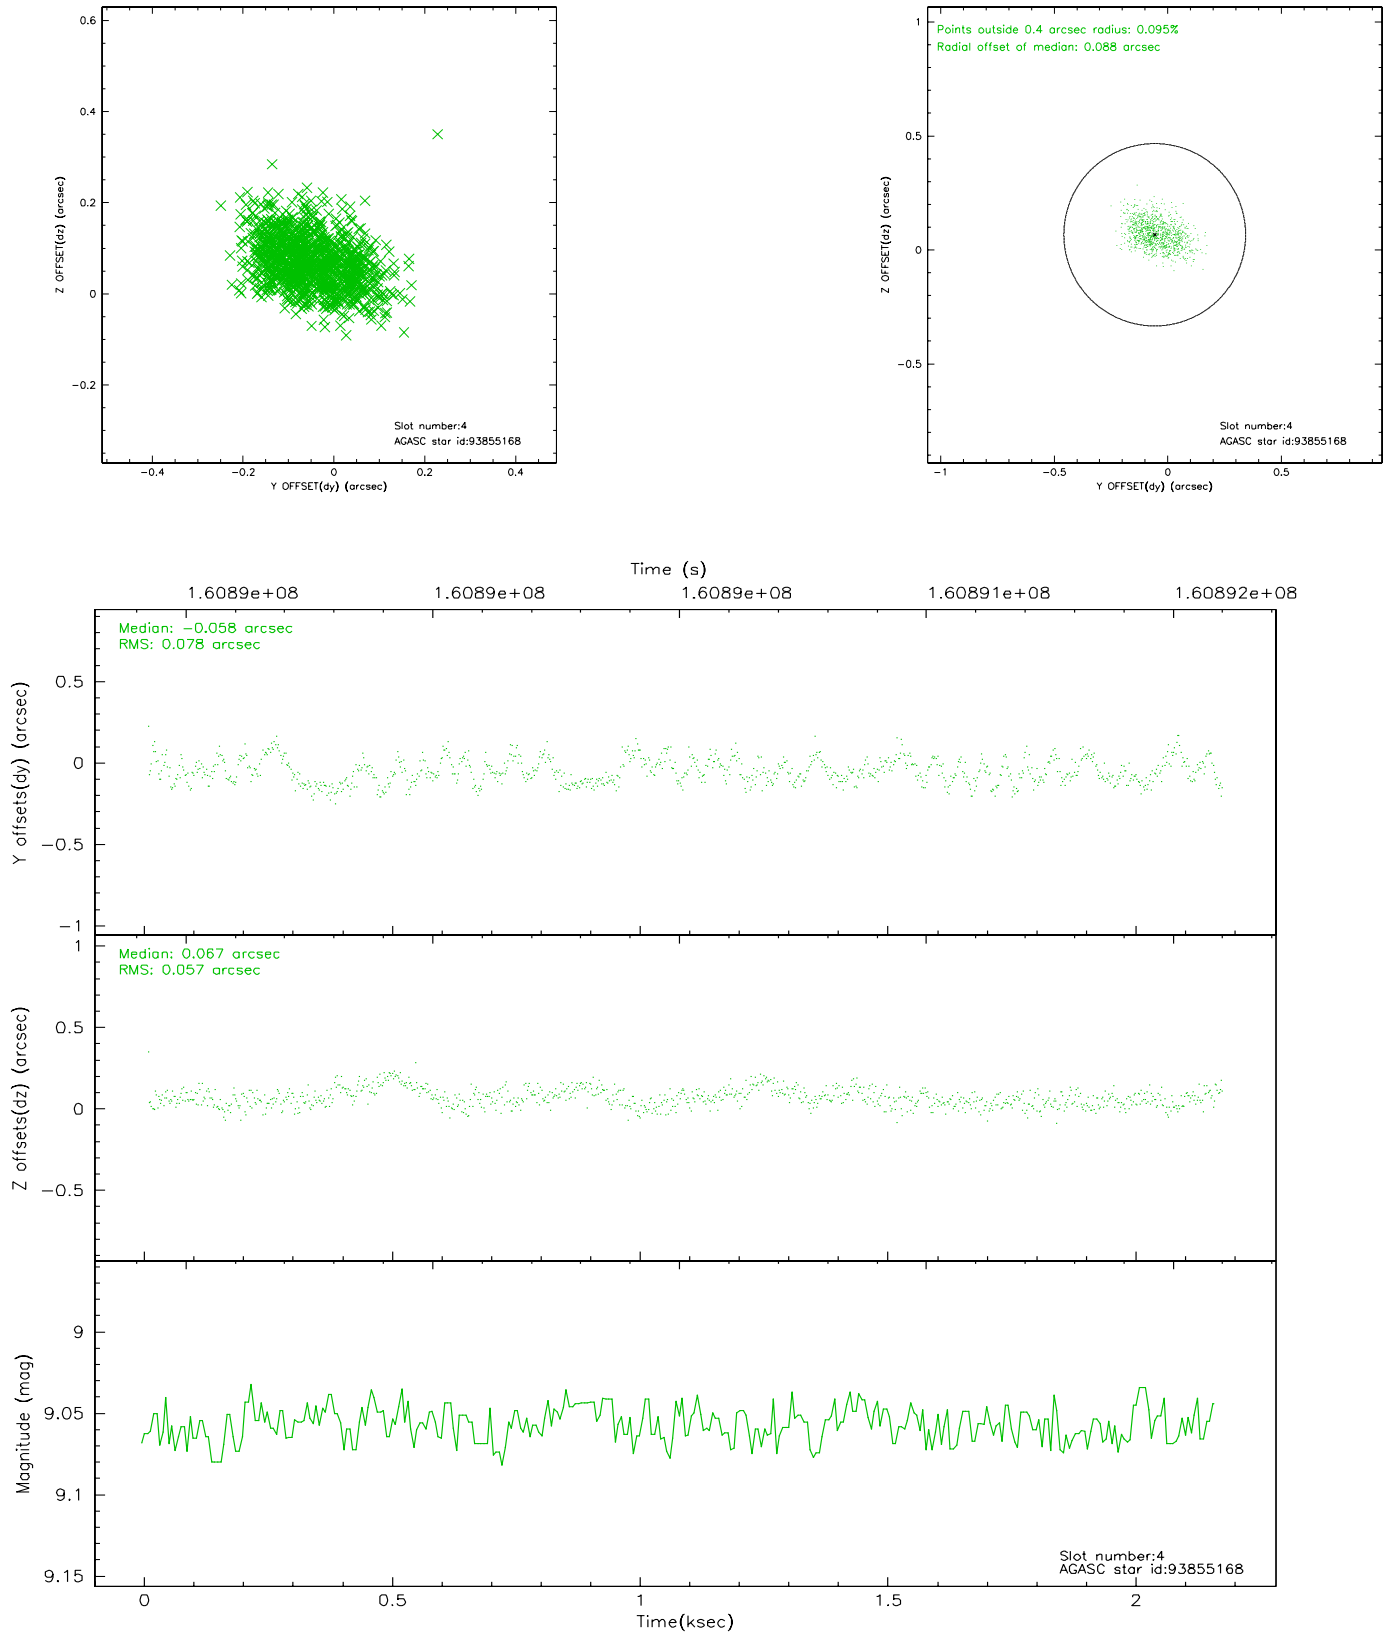 0.6
0.4
0.2
0
−0.2
−0.4
−0.2
0
0.2
0.4
Z OFFSET(dz) (arcsec)
Y OFFSET(dy) (arcsec)
Slot number:4
AGASC star id:93855168
Points outside 0.4 arcsec radius: 0.095%
Radial offset of median: 0.088 arcsec
1
0.5
0
−0.5
−1
−0.5
0
0.5
Z OFFSET(dz) (arcsec)
Y OFFSET(dy) (arcsec)
Slot number:4
AGASC star id:93855168
Time (s)
1.6089e+08
1.6089e+08
1.6089e+08
1.60891e+08
1.60892e+08
Median: −0.058 arcsec
RMS: 0.078 arcsec
0.5
0
−0.5
−1
Y offsets(dy) (arcsec)
Median: 0.067 arcsec
RMS: 0.057 arcsec
1
0.5
0
−0.5
Z offsets(dz) (arcsec)
9
9.05
9.1
9.15
Magnitude (mag)
Slot number:4
AGASC star id:93855168
0
0.5
1
1.5
2
Time(ksec)